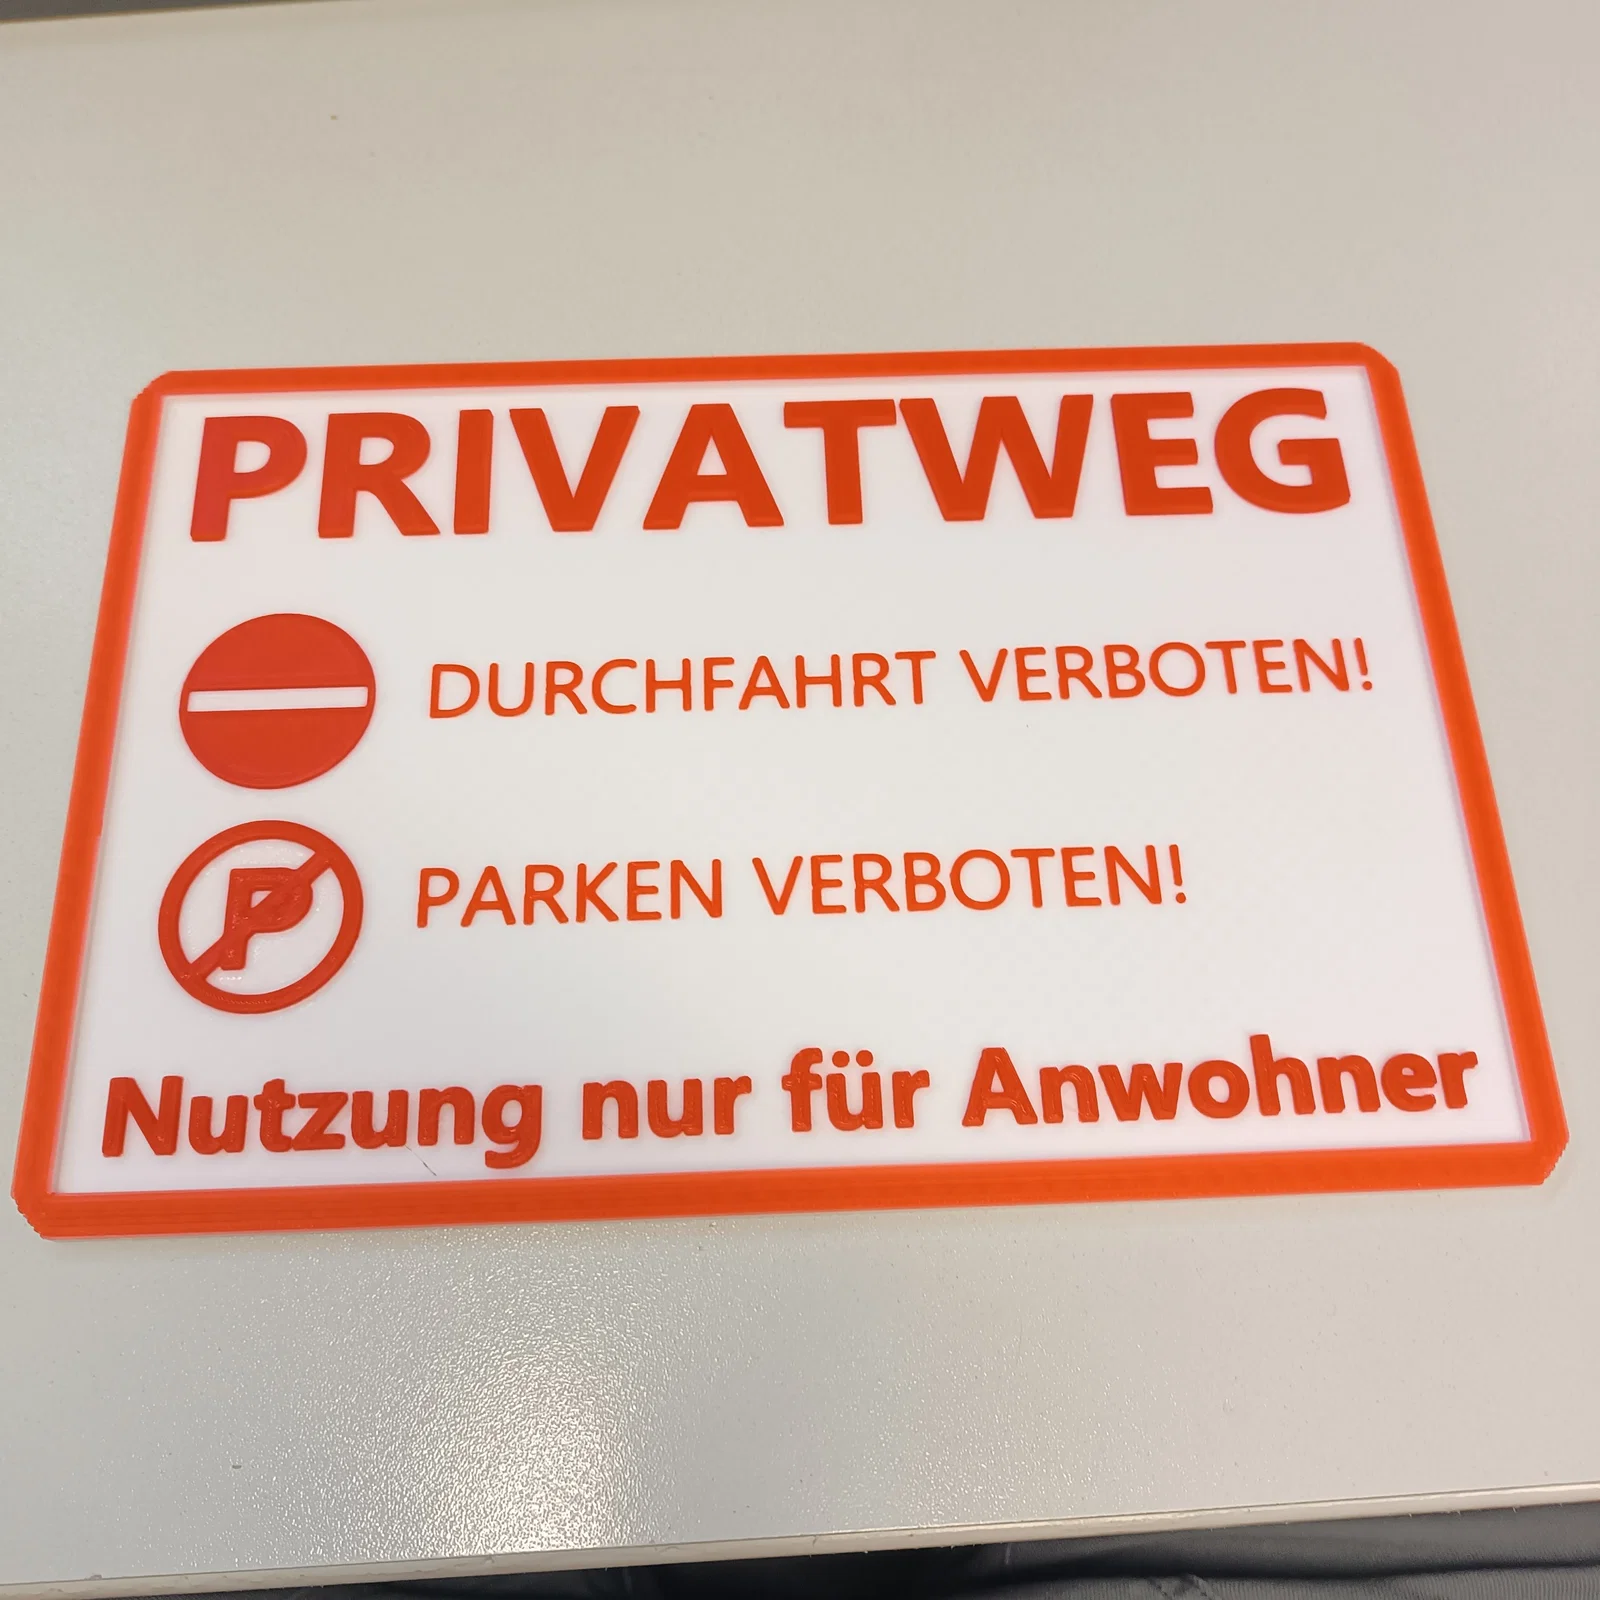 PRIVATWEG
DURCHFAHRT VERBOTEN!
P
PARKEN VERBOTEN!
Nutzung nur für Anwohner